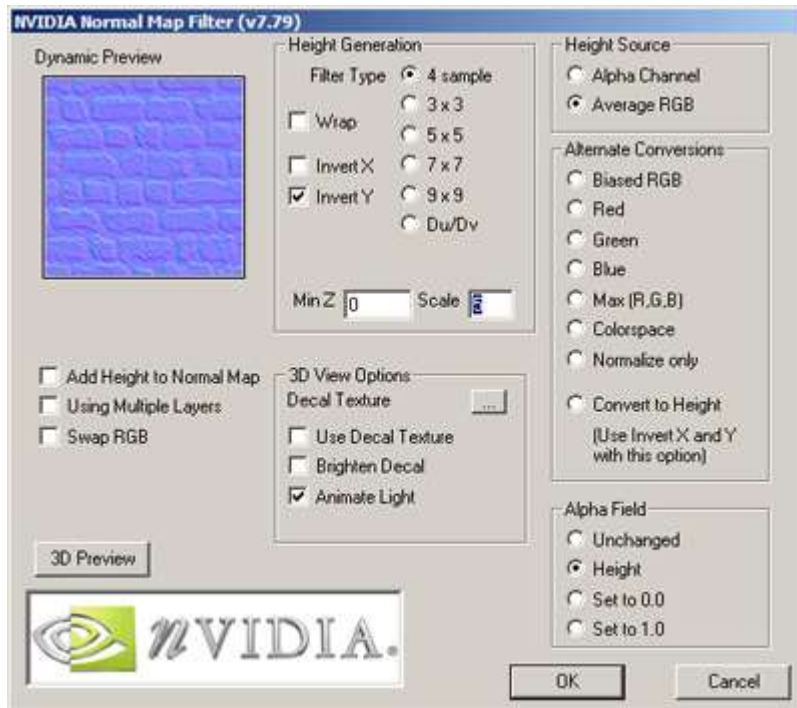 NVIDIA Normal Map Filter (v7.79)
Dynamic Preview
Height Generation
Filter Type
4 sample
3 x 3
5 x 5
7 x 7
9 x 9
Du/Dv
Wrap
Invert X
Invert Y
Min Z 0
Scale
Height Source
Alpha Channel
Average RGB
Alternate Conversions
Biased RGB
Red
Green
Blue
Max (R,G,B)
Colorspace
Normalize only
Convert to Height
(Use Invert X and Y
with this option)
Add Height to Normal Map
Using Multiple Layers
Swap RGB
3D View Options
Decal Texture
...
Use Decal Texture
Brighten Decal
Animate Light
Alpha Field
Unchanged
Height
Set to 0.0
Set to 1.0
3D Preview
nVIDIA.
OK
Cancel